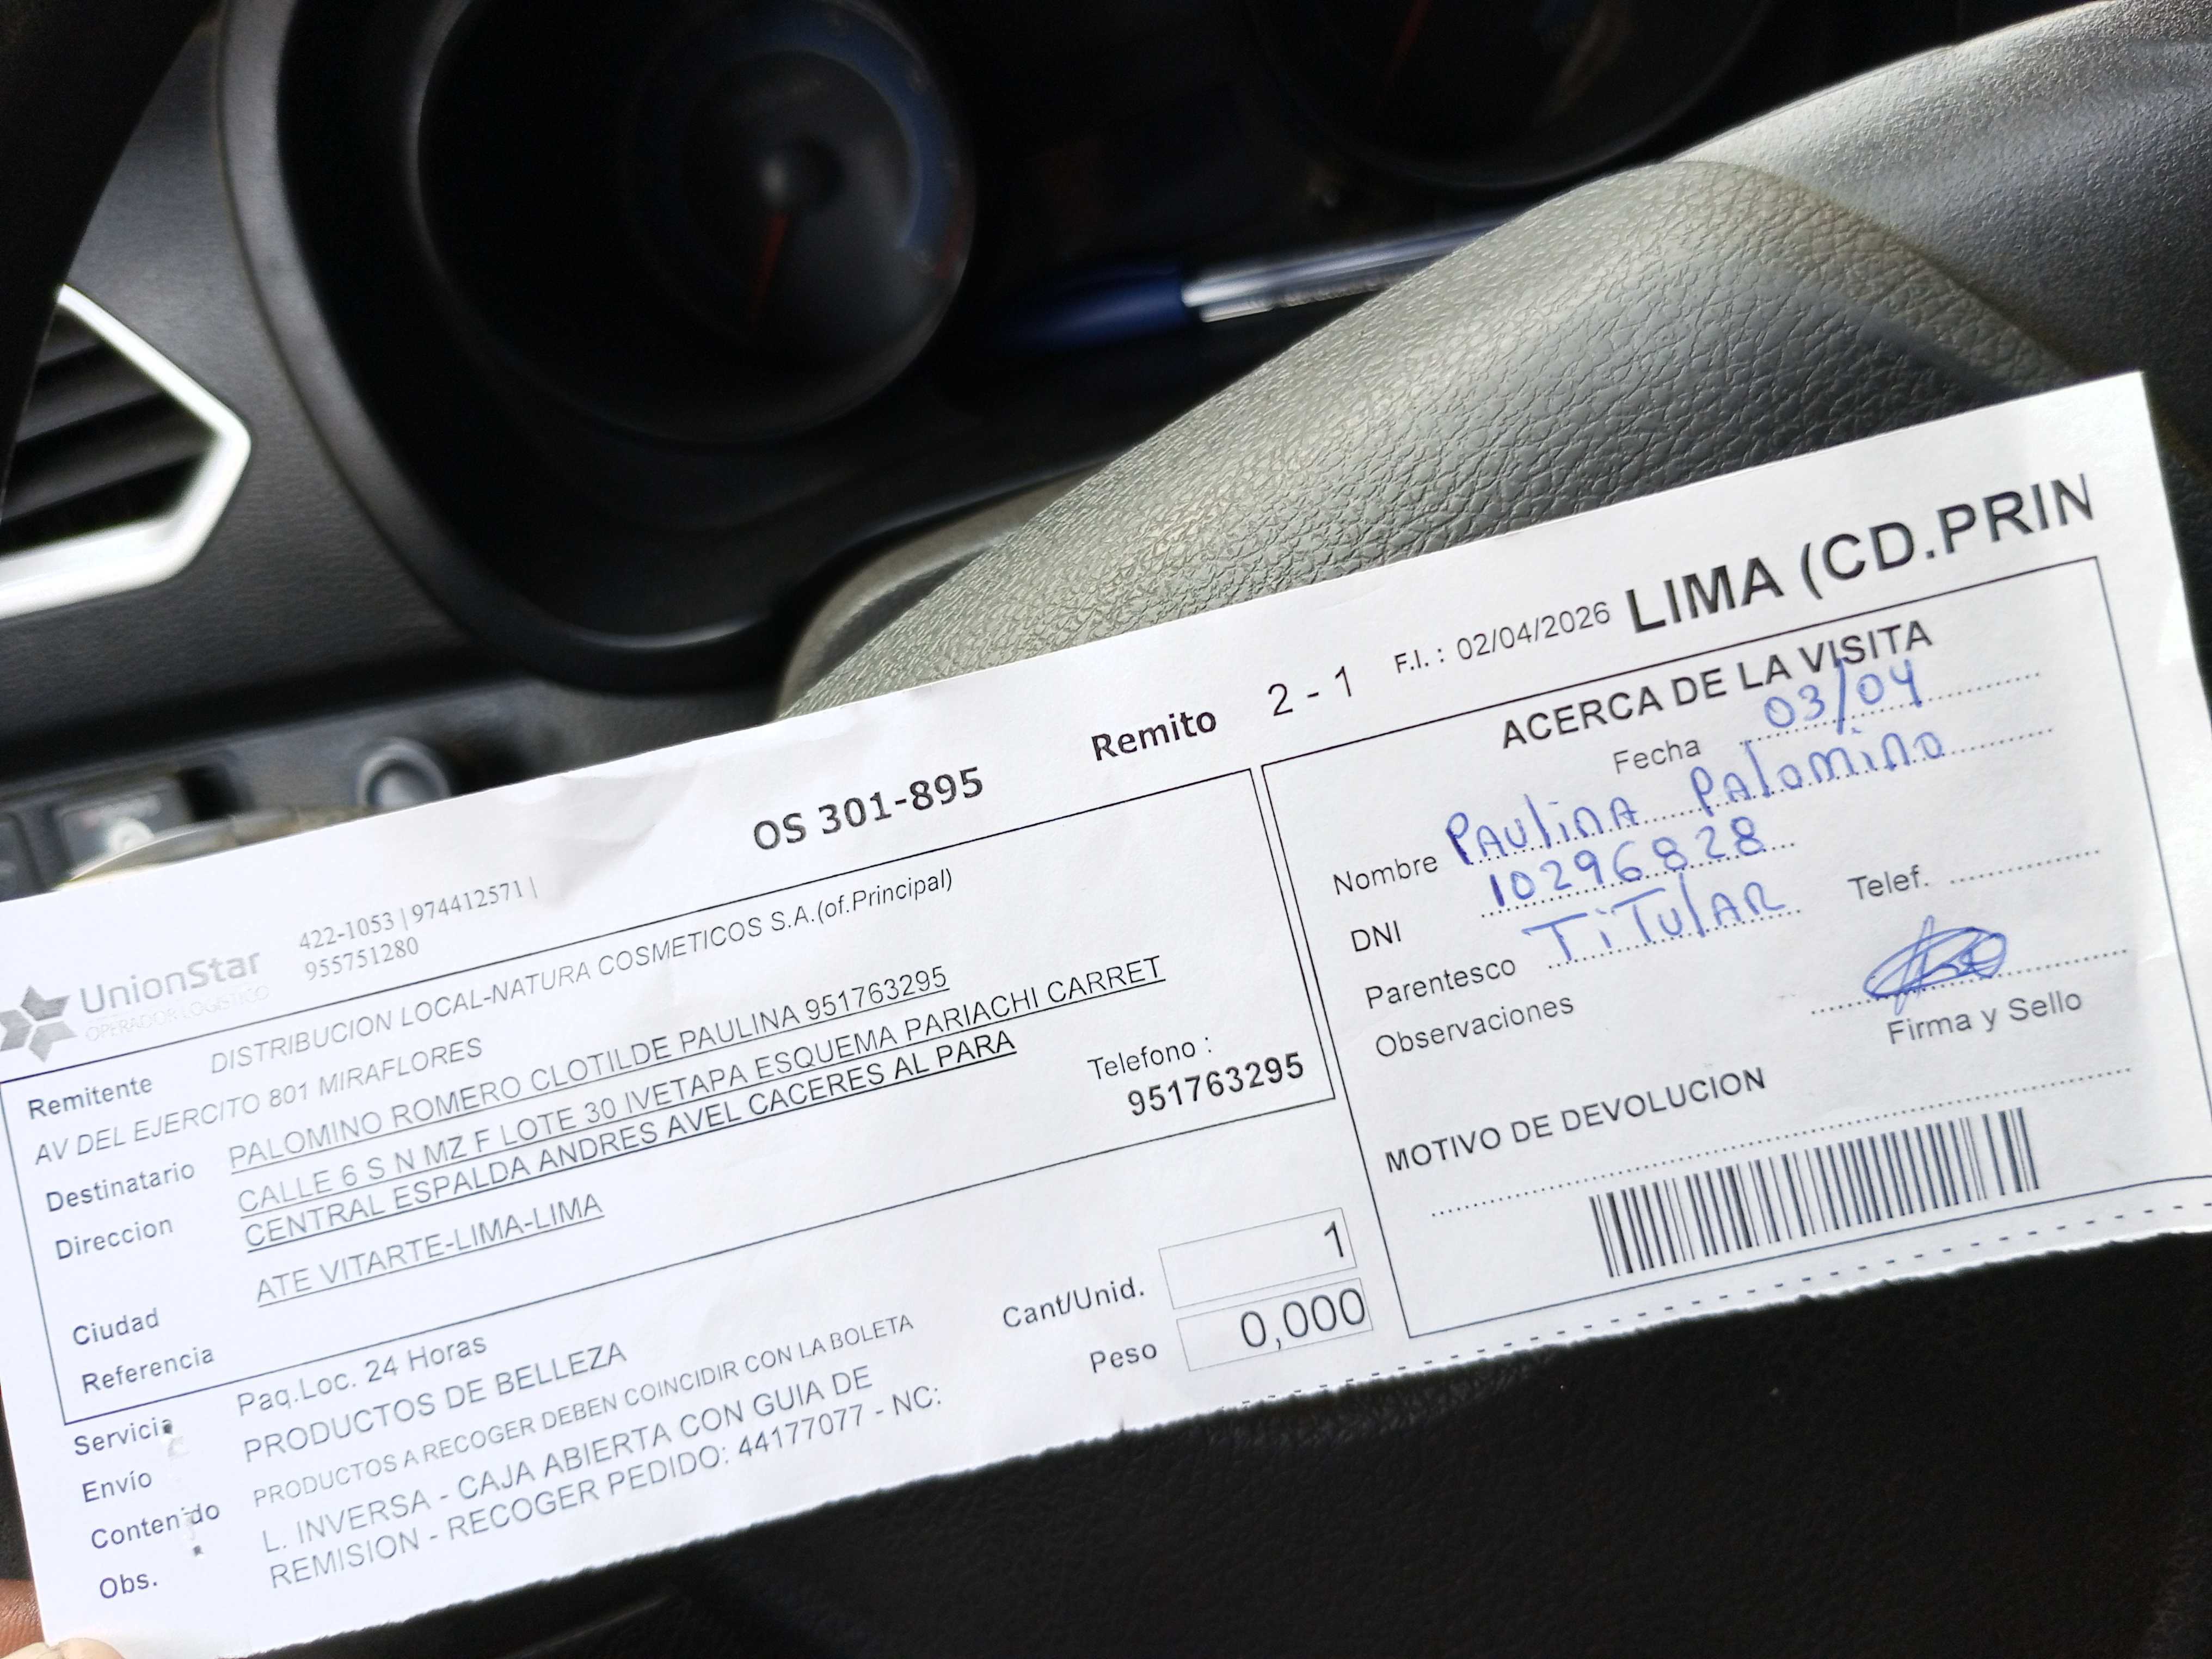 UnionStar
OPERADOR LOGISTICO
422-1053 | 974412571 |
955751280
OS 301-895
Remito 2 - 1
F.I. : 02/04/2026 LIMA (CD.PRIN
Remitente DISTRIBUCION LOCAL-NATURA COSMETICOS S.A.(of.Principal)
AV DEL EJERCITO 801 MIRAFLORES
Destinatario PALOMINO ROMERO CLOTILDE PAULINA 951763295
Direccion CALLE 6 S N MZ F LOTE 30 IVETAPA ESQUEMA PARIACHI CARRET
CENTRAL ESPALDA ANDRES AVEL CACERES AL PARA
Telefono :
951763295
Ciudad ATE VITARTE-LIMA-LIMA
Referencia
Servicia Paq.Loc. 24 Horas
Envío PRODUCTOS DE BELLEZA
Contenido PRODUCTOS A RECOGER DEBEN COINCIDIR CON LA BOLETA
Obs. L. INVERSA - CAJA ABIERTA CON GUIA DE
REMISION - RECOGER PEDIDO: 44177077 - NC:
Cant/Unid. 1
Peso 0,000
ACERCA DE LA VISITA
Fecha 03/04
Nombre PAulinA PAlomino
DNI 10296828
Telef.
Parentesco TiTulAR
Observaciones
Firma y Sello
MOTIVO DE DEVOLUCION